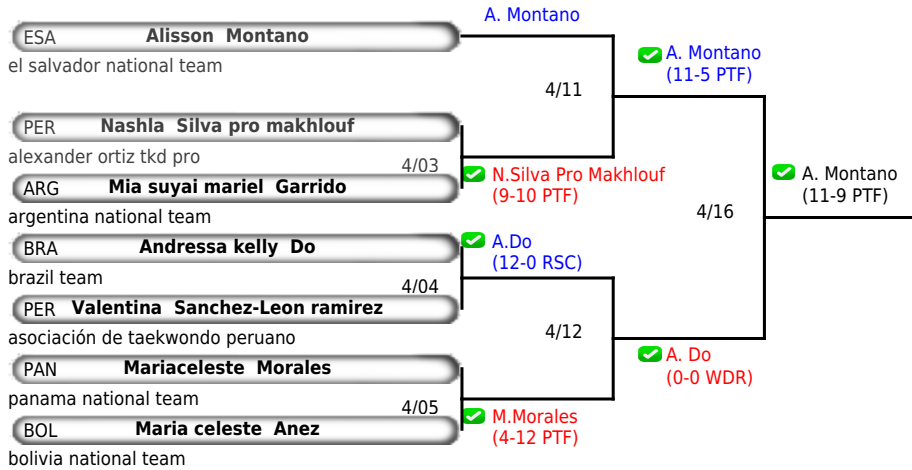 A. Montano
ESA Alisson Montano
el salvador national team
A. Montano
(11-5 PTF)
4/11
PER Nashla Silva pro makhlouf
alexander ortiz tkd pro
4/03
N.Silva Pro Makhlouf
(9-10 PTF)
A. Montano
(11-9 PTF)
ARG Mia suyai mariel Garrido
argentina national team
4/16
BRA Andressa kelly Do
brazil team
A.Do
(12-0 RSC)
4/04
PER Valentina Sanchez-Leon ramirez
asociación de taekwondo peruano
4/12
A. Do
(0-0 WDR)
PAN Mariaceleste Morales
panama national team
4/05
M.Morales
(4-12 PTF)
BOL Maria celeste Anez
bolivia national team